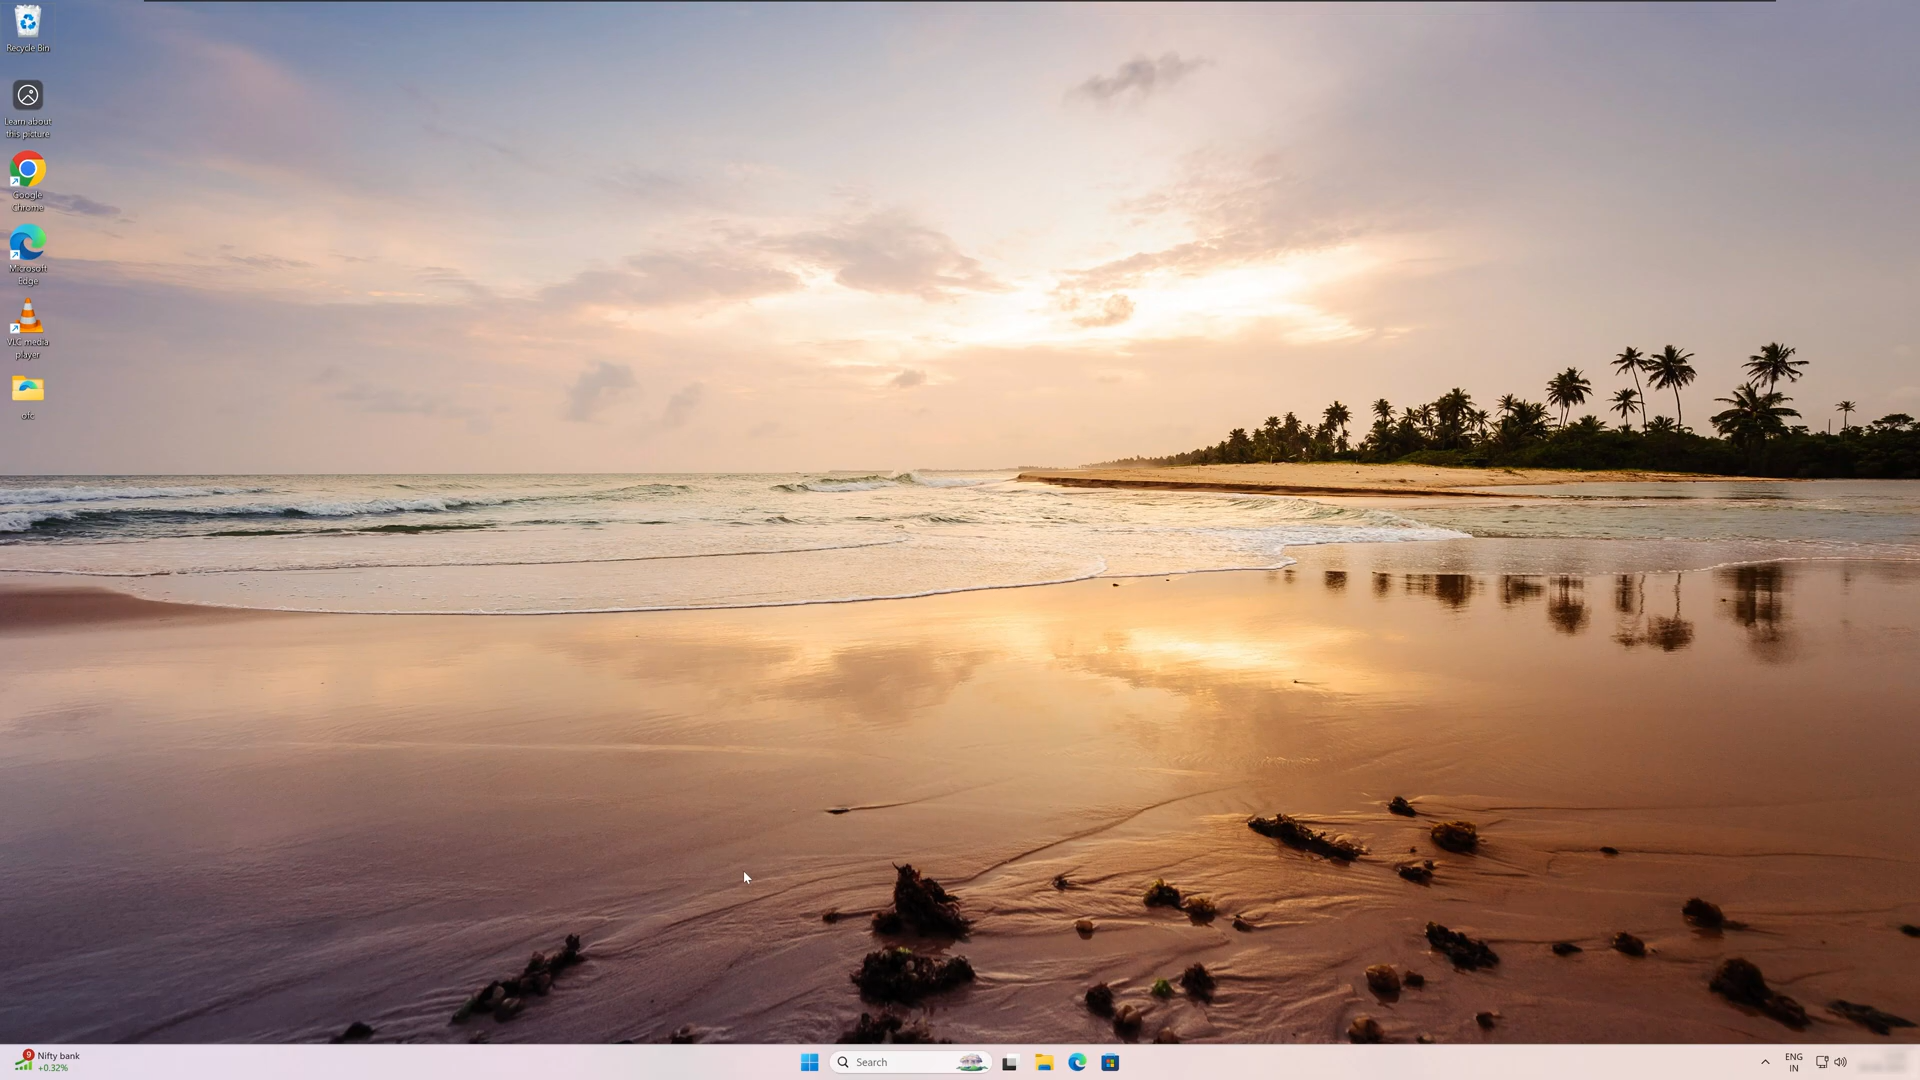 Recycle Bin
Learn about
this picture
Google
Chrome
Microsoft
Edge
VLC media
player
ofc
9
Nifty bank
+0.32%
Search
ENG
IN